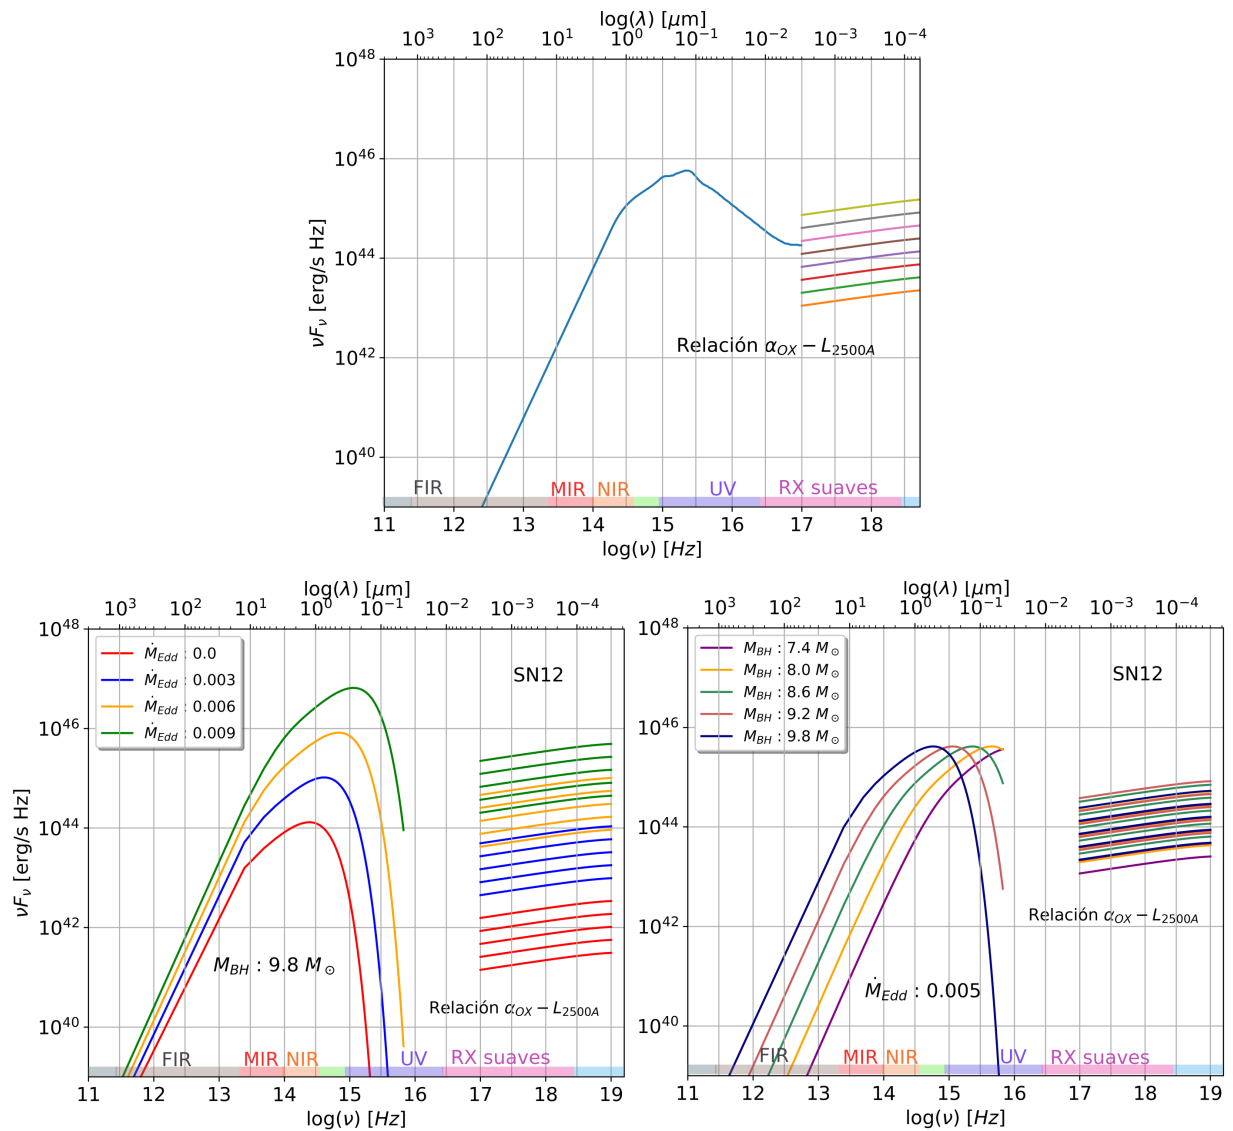 log(λ) [μm]
10³ 10² 10¹ 10⁰ 10⁻¹ 10⁻² 10⁻³ 10⁻⁴
10⁴⁸
10⁴⁶
10⁴⁴
10⁴²
10⁴⁰
νFν [erg/s Hz]
Relación α_OX − L_2500A
FIR MIR NIR UV RX suaves
11 12 13 14 15 16 17 18
log(ν) [Hz]
log(λ) [μm]
10³ 10² 10¹ 10⁰ 10⁻¹ 10⁻² 10⁻³ 10⁻⁴
10⁴⁸
10⁴⁶
10⁴⁴
10⁴²
10⁴⁰
νFν [erg/s Hz]
Ṁ_Edd : 0.0
Ṁ_Edd : 0.003
Ṁ_Edd : 0.006
Ṁ_Edd : 0.009
SN12
M_BH : 9.8 M_⊙
Relación α_OX − L_2500A
FIR MIR NIR UV RX suaves
11 12 13 14 15 16 17 18 19
log(ν) [Hz]
log(λ) [μm]
10³ 10² 10¹ 10⁰ 10⁻¹ 10⁻² 10⁻³ 10⁻⁴
10⁴⁸
10⁴⁶
10⁴⁴
10⁴²
10⁴⁰
M_BH : 7.4 M_⊙
M_BH : 8.0 M_⊙
M_BH : 8.6 M_⊙
M_BH : 9.2 M_⊙
M_BH : 9.8 M_⊙
SN12
Relación α_OX − L_2500A
Ṁ_Edd : 0.005
FIR MIR NIR UV RX suaves
11 12 13 14 15 16 17 18 19
log(ν) [Hz]